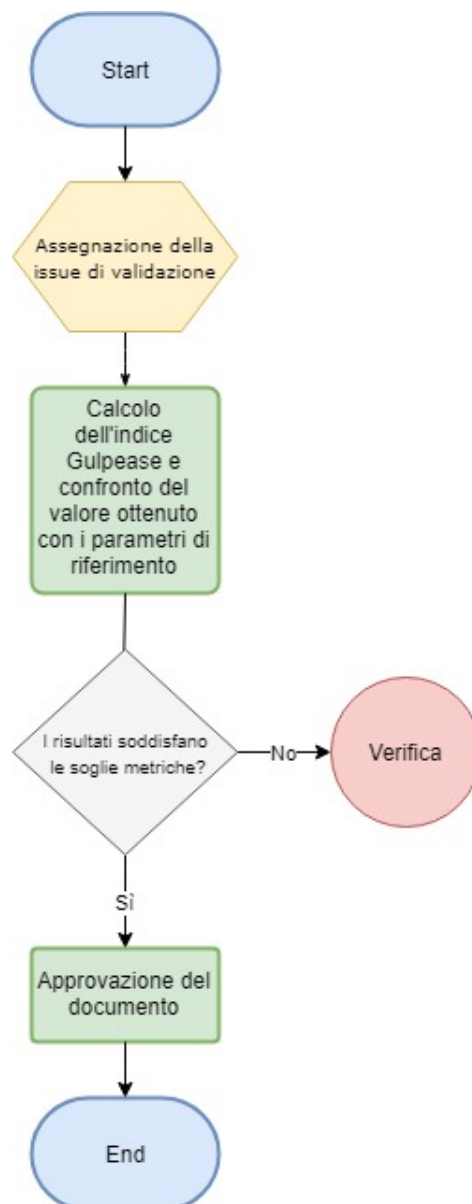 Start
Assegnazione della
issue di validazione
Calcolo
dell'indice
Gulpease e
confronto del
valore ottenuto
con i parametri di
riferimento
I risultati soddisfano
le soglie metriche?
No
Verifica
Sì
Approvazione del
documento
End